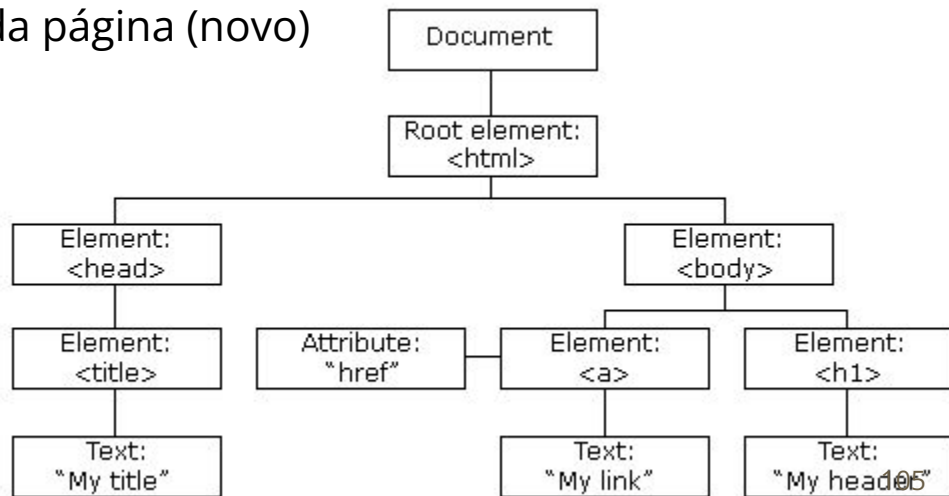 da página (novo)
Document
Root element:
<html>
Element:
<head>
Element:
<body>
Element:
<title>
Attribute:
"href"
Element:
<a>
Element:
<h1>
Text:
"My title"
Text:
"My link"
Text:
"My header"
105